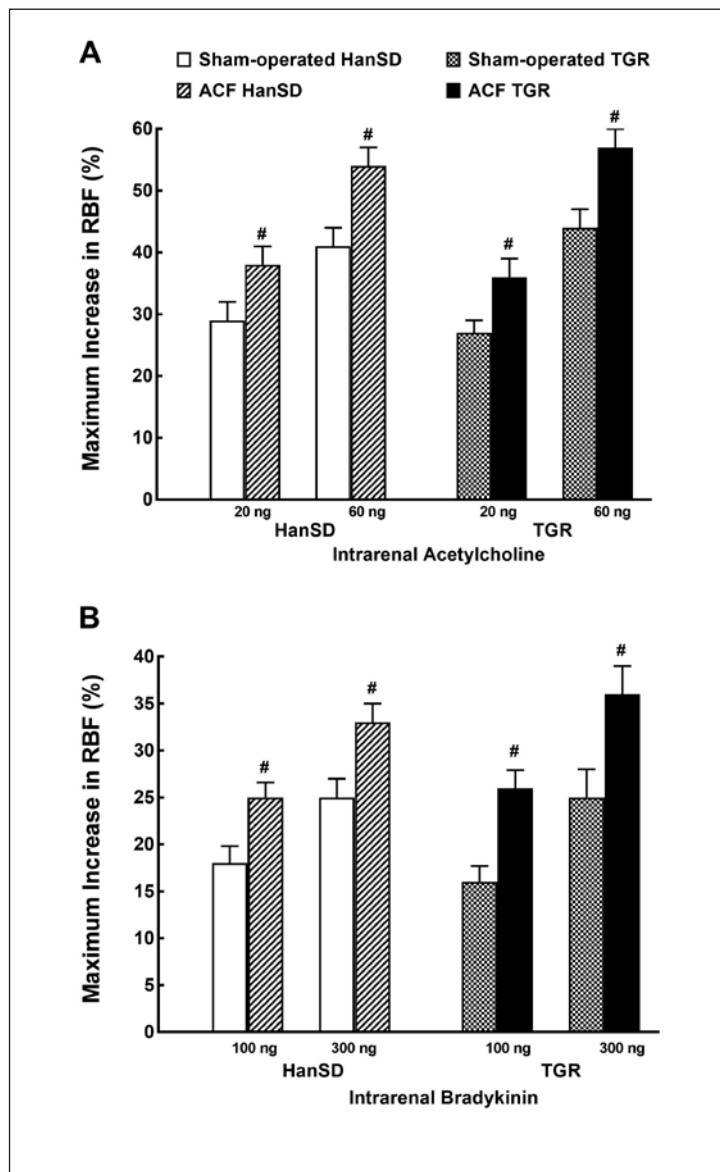 A
Sham-operated HanSD Sham-operated TGR
ACF HanSD ACF TGR
Maximum Increase in RBF (%)
60
50
40
30
20
10
0
# # # #
20 ng 60 ng 20 ng 60 ng
HanSD TGR
Intrarenal Acetylcholine
B
Maximum Increase in RBF (%)
40
35
30
25
20
15
10
5
0
# # # #
100 ng 300 ng 100 ng 300 ng
HanSD TGR
Intrarenal Bradykinin